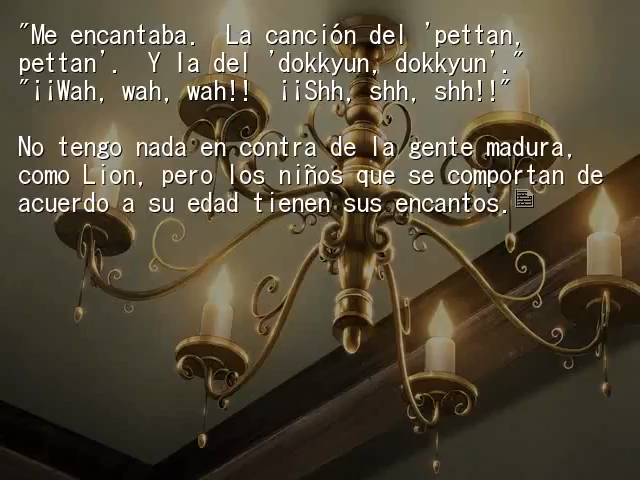 "Me encantaba.  La canción del 'pettan,
pettan'.  Y la del 'dokkyun, dokkyun'."
"¡¡Wah, wah, wah!!  ¡¡Shh, shh, shh!!"
No tengo nada en contra de la gente madura,
como Lion, pero los niños que se comportan de
acuerdo a su edad tienen sus encantos.